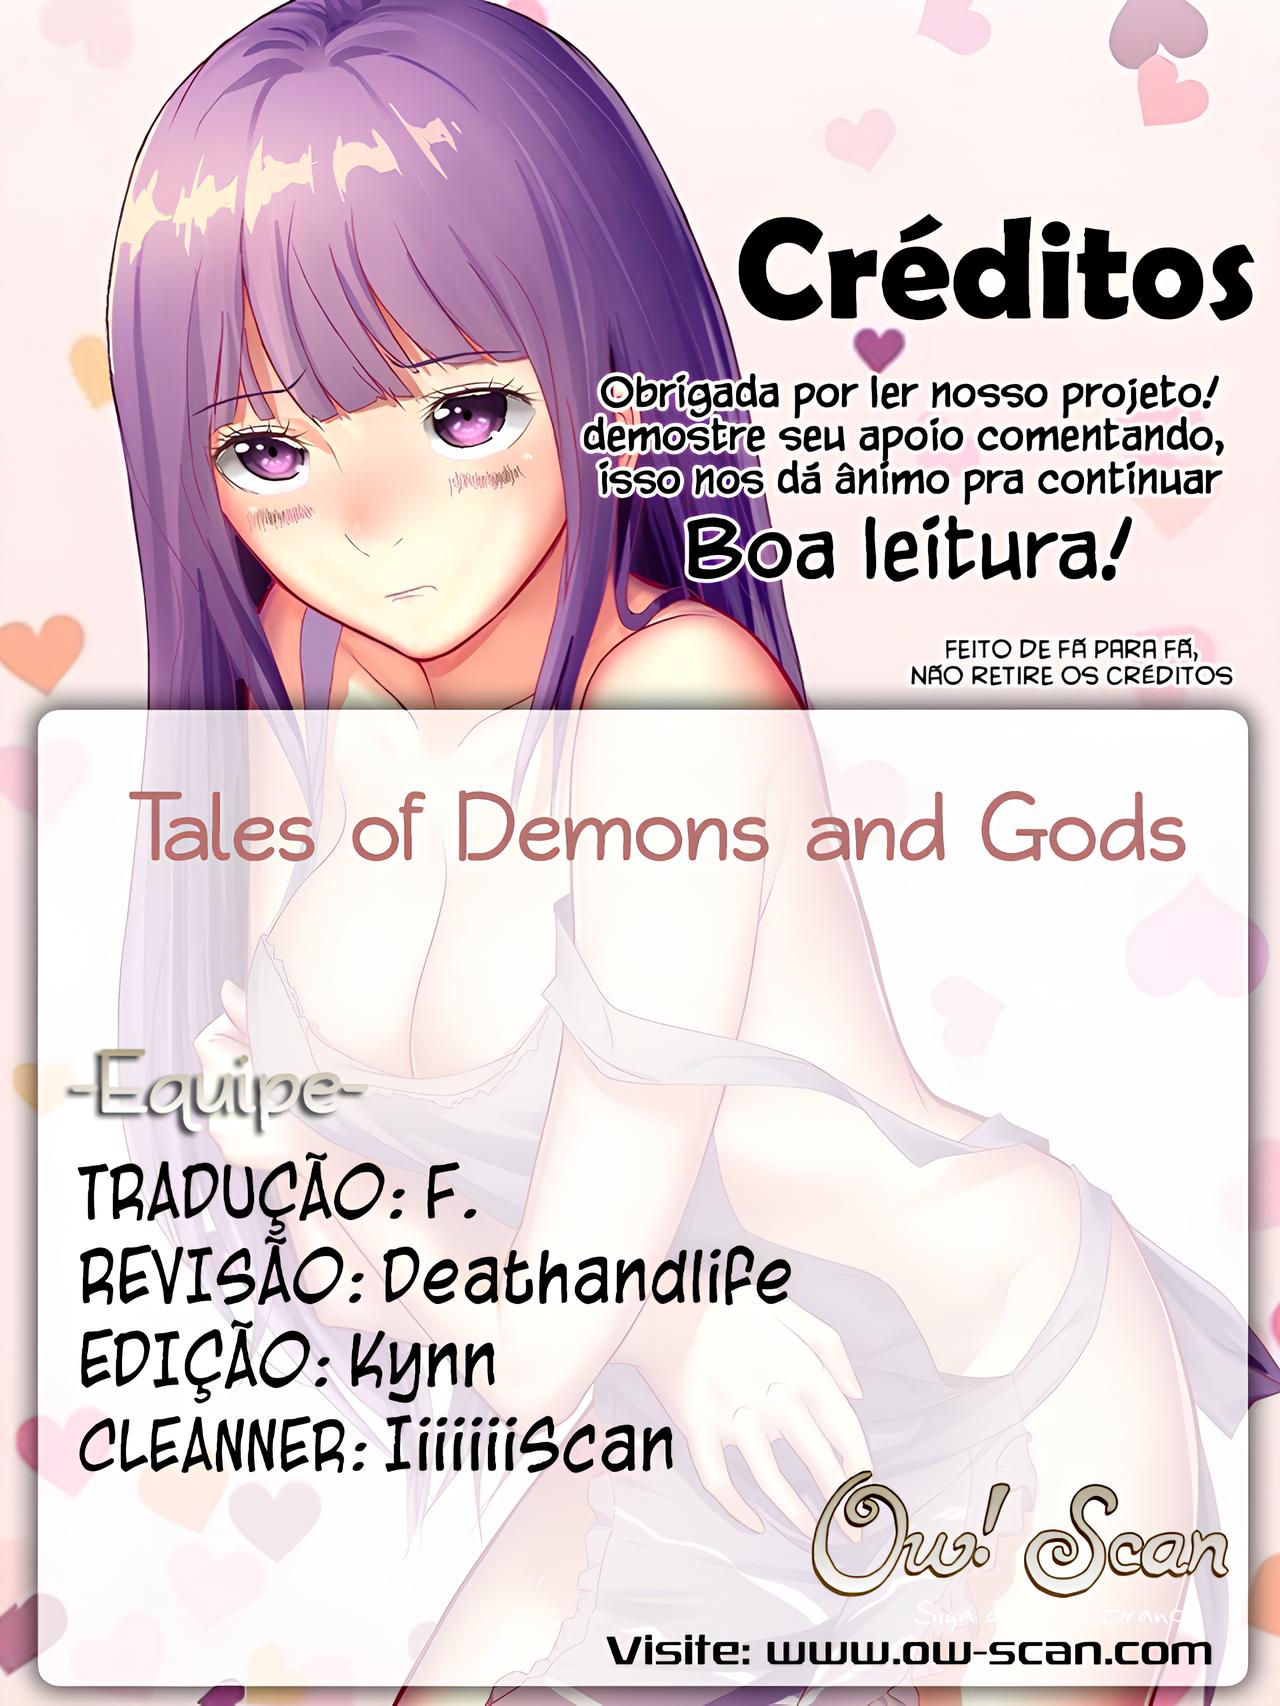 Créditos
Obrigada por ler nosso projeto!
demostre seu apoio comentando,
isso nos dá ânimo pra continuar
Boa leitura!
FEITO DE FÃ PARA FÃ,
NÃO RETIRE OS CRÉDITOS
Tales of Demons and Gods
-Equipe-
TRADUÇÃO: F.
REVISÃO: Deathandlife
EDIÇÃO: Kynn
CLEANNER: IiiiiiiScan
Ow! Scan
Siga
Visite: www.ow-scan.com